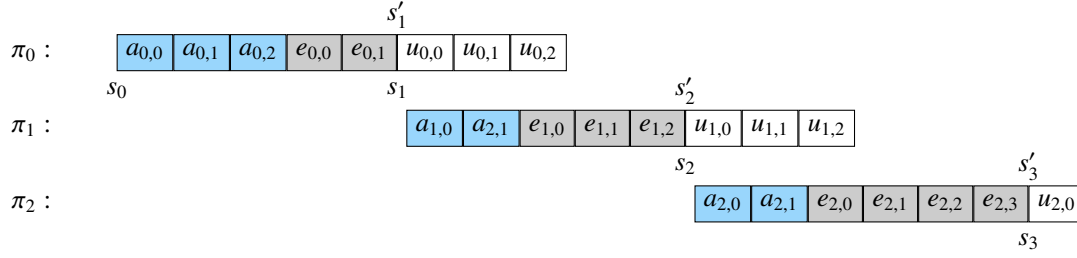 s′₁
π₀ : a₀,₀ a₀,₁ a₀,₂ e₀,₀ e₀,₁ u₀,₀ u₀,₁ u₀,₂
s₀ s₁ s′₂
π₁ : a₁,₀ a₂,₁ e₁,₀ e₁,₁ e₁,₂ u₁,₀ u₁,₁ u₁,₂
s₂ s′₃
π₂ : a₂,₀ a₂,₁ e₂,₀ e₂,₁ e₂,₂ e₂,₃ u₂,₀
s₃